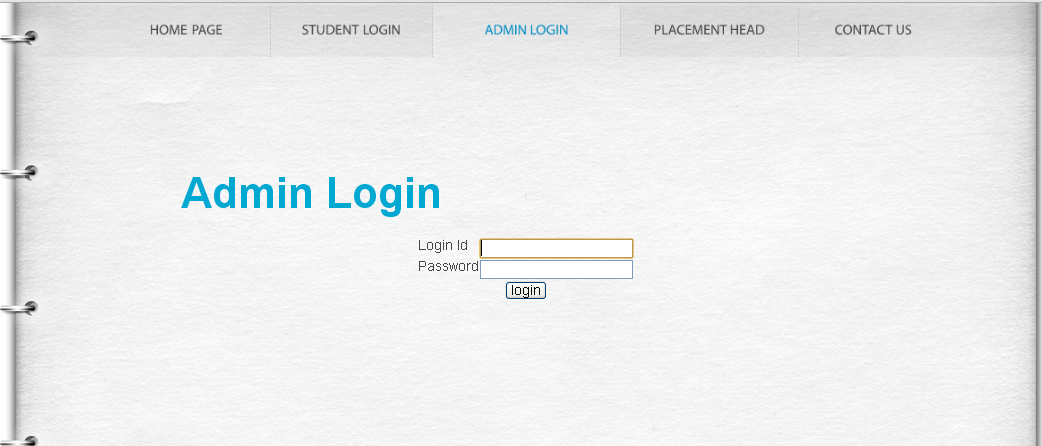 HOME PAGE STUDENT LOGIN ADMIN LOGIN PLACEMENT HEAD CONTACT US
Admin Login
Login Id
Password
login